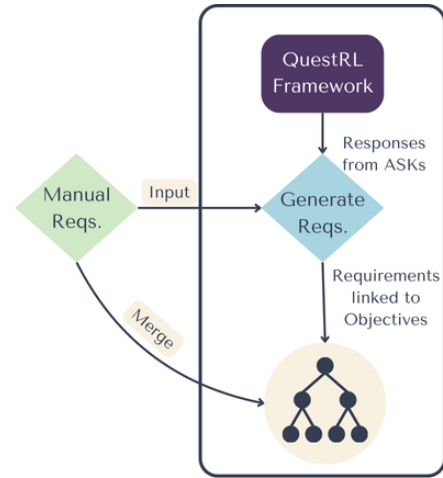 QuestRL
Framework
Responses
from ASKs
Manual
Reqs.
Input
Generate
Reqs.
Requirements
linked to
Objectives
Merge